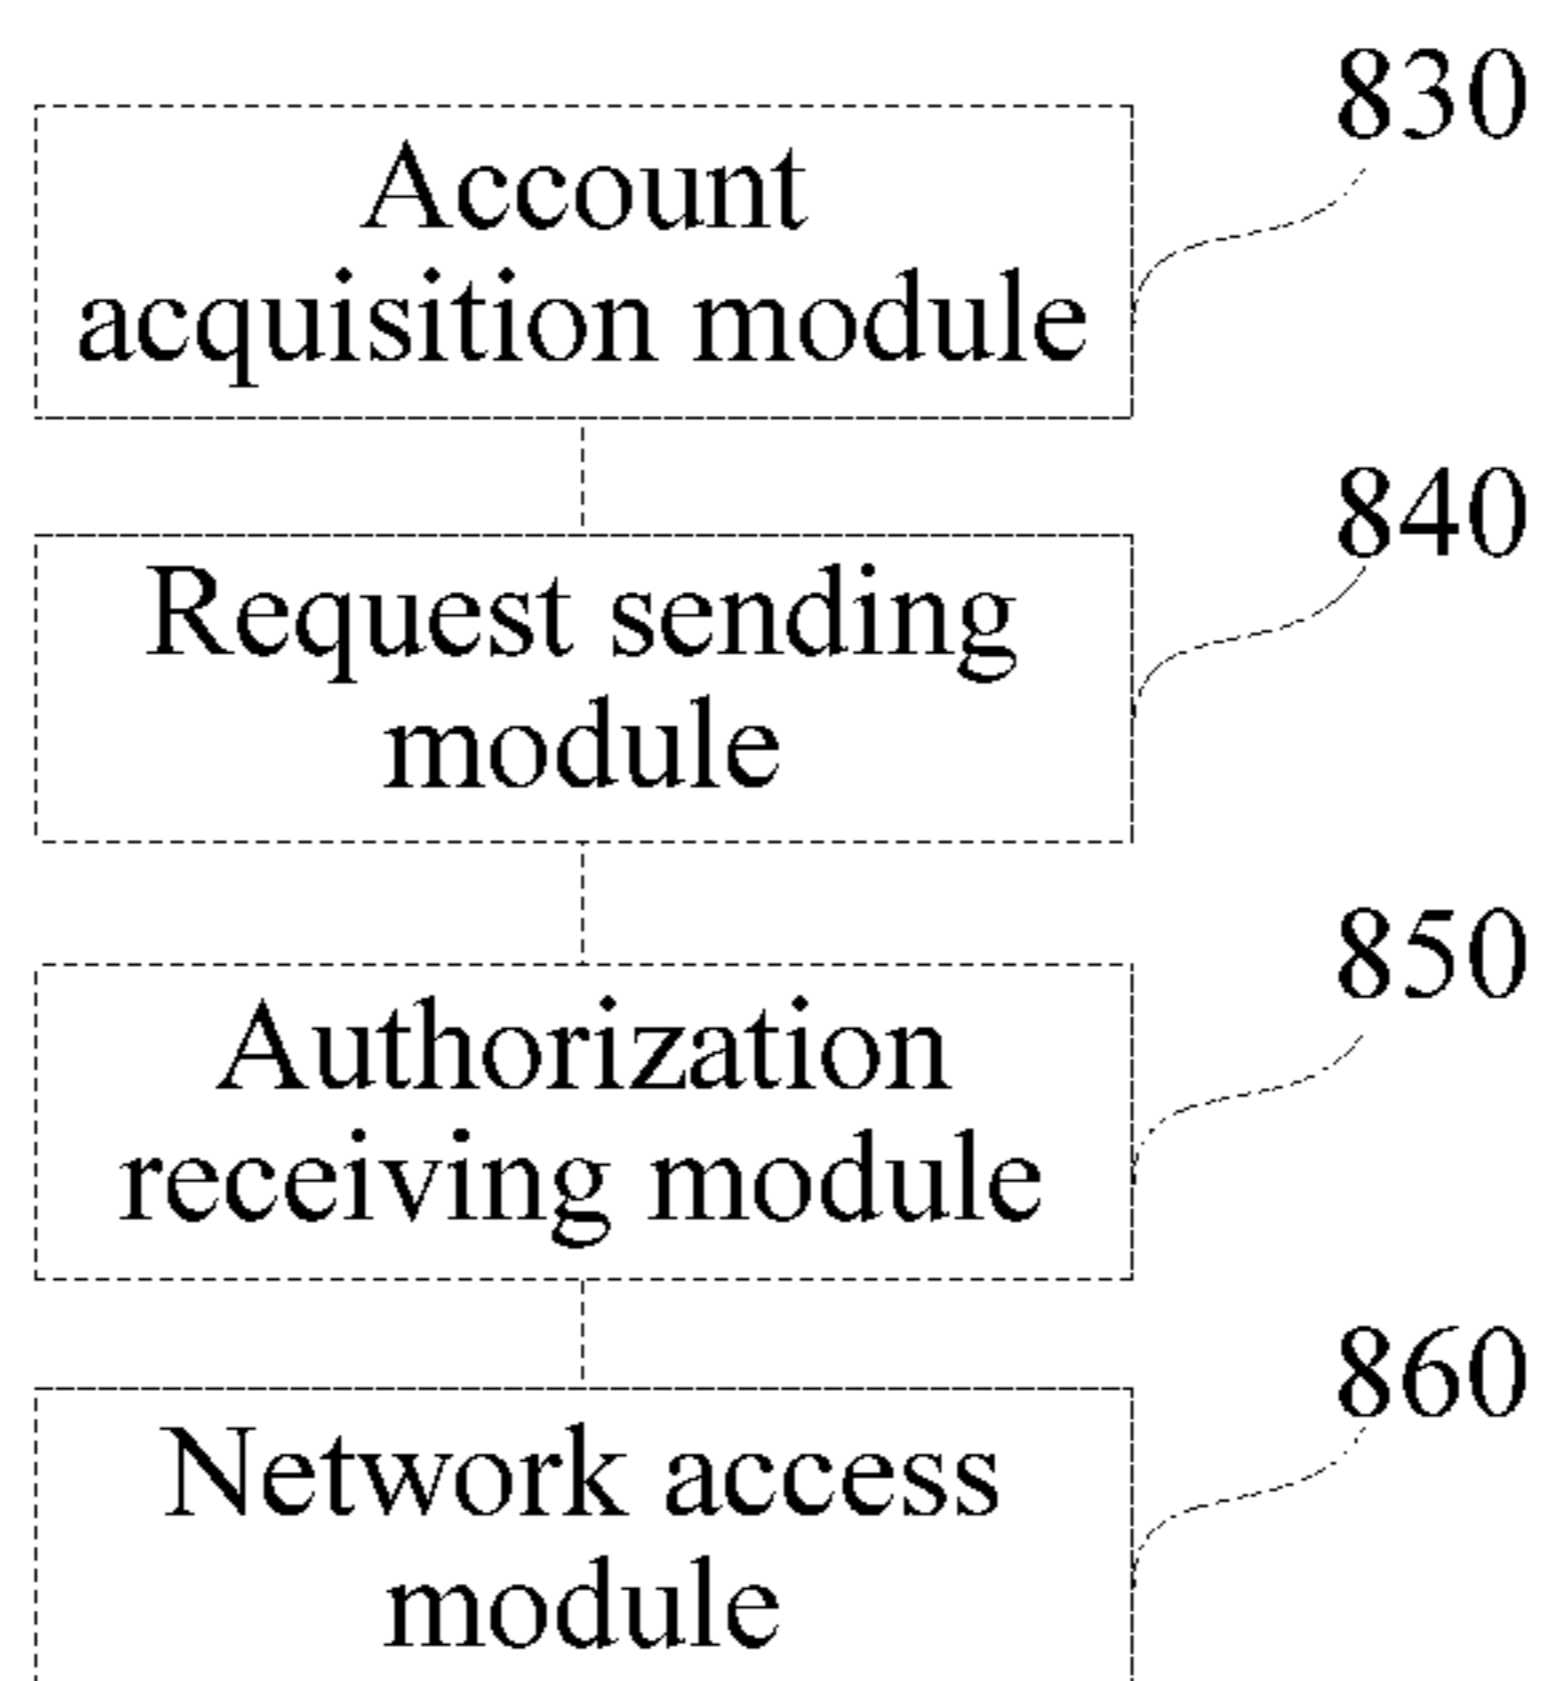 830
Account
acquisition module
840
Request sending
module
850
Authorization
receiving module
860
Network access
module